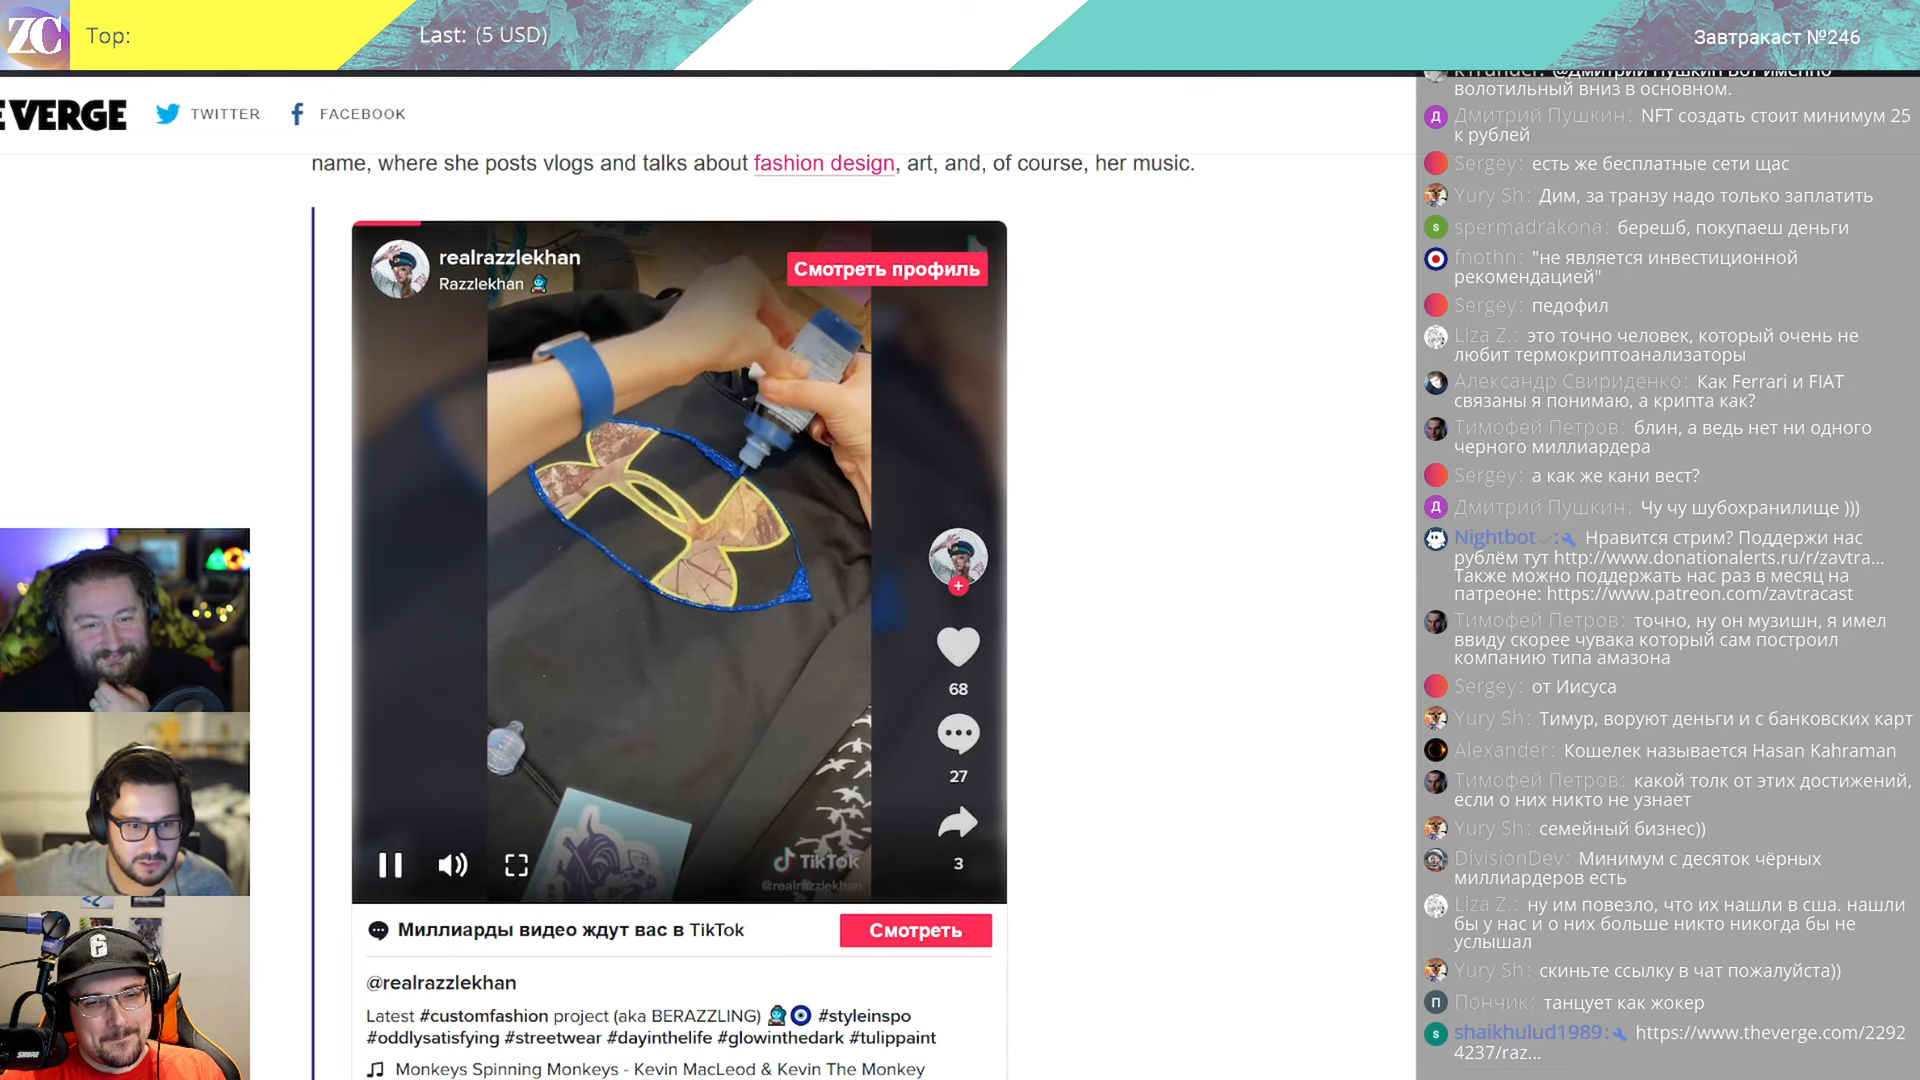 ZC
Top:
Last: (5 USD)
Завтракаст №246
E VERGE
TWITTER
FACEBOOK
name, where she posts vlogs and talks about fashion design, art, and, of course, her music.
realrazzlekhan
Razzlekhan
Смотреть профиль
68
27
3
TikTok
@realrazzlekhan
Миллиарды видео ждут вас в TikTok
Смотреть
@realrazzlekhan
Latest #customfashion project (aka BERAZZLING) #styleinspo
#oddlysatisfying #streetwear #dayinthelife #glowinthedark #tulippaint
Monkeys Spinning Monkeys - Kevin MacLeod & Kevin The Monkey
@Дмитрий Пушкин Вот именно
волотильный вниз в основном.
Дмитрий Пушкин: NFT создать стоит минимум 25
к рублей
Sergey: есть же бесплатные сети щас
Yury Sh: Дим, за транзу надо только заплатить
spermadrakona: берешб, покупаеш деньги
fnothn: "не является инвестиционной
рекомендацией"
Sergey: педофил
Liza Z.: это точно человек, который очень не
любит термокриптоанализаторы
Александр Свириденко: Как Ferrari и FIAT
связаны я понимаю, а крипта как?
Тимофей Петров: блин, а ведь нет ни одного
черного миллиардера
Sergey: а как же кани вест?
Дмитрий Пушкин: Чу чу шубохранилище )))
Nightbot: Нравится стрим? Поддержи нас
рублём тут http://www.donationalerts.ru/r/zavtra...
Также можно поддержать нас раз в месяц на
патреоне: https://www.patreon.com/zavtracast
Тимофей Петров: точно, ну он музишн, я имел
ввиду скорее чувака который сам построил
компанию типа амазона
Sergey: от Иисуса
Yury Sh: Тимур, воруют деньги и с банковских карт
Alexander: Кошелек называется Hasan Kahraman
Тимофей Петров: какой толк от этих достижений,
если о них никто не узнает
Yury Sh: семейный бизнес))
DivisionDev: Минимум с десяток чёрных
миллиардеров есть
Liza Z.: ну им повезло, что их нашли в сша. нашли
бы у нас и о них больше никто никогда бы не
услышал
Yury Sh: скиньте ссылку в чат пожалуйста))
Пончик: танцует как жокер
shaikhulud1989: https://www.theverge.com/2292
4237/raz...